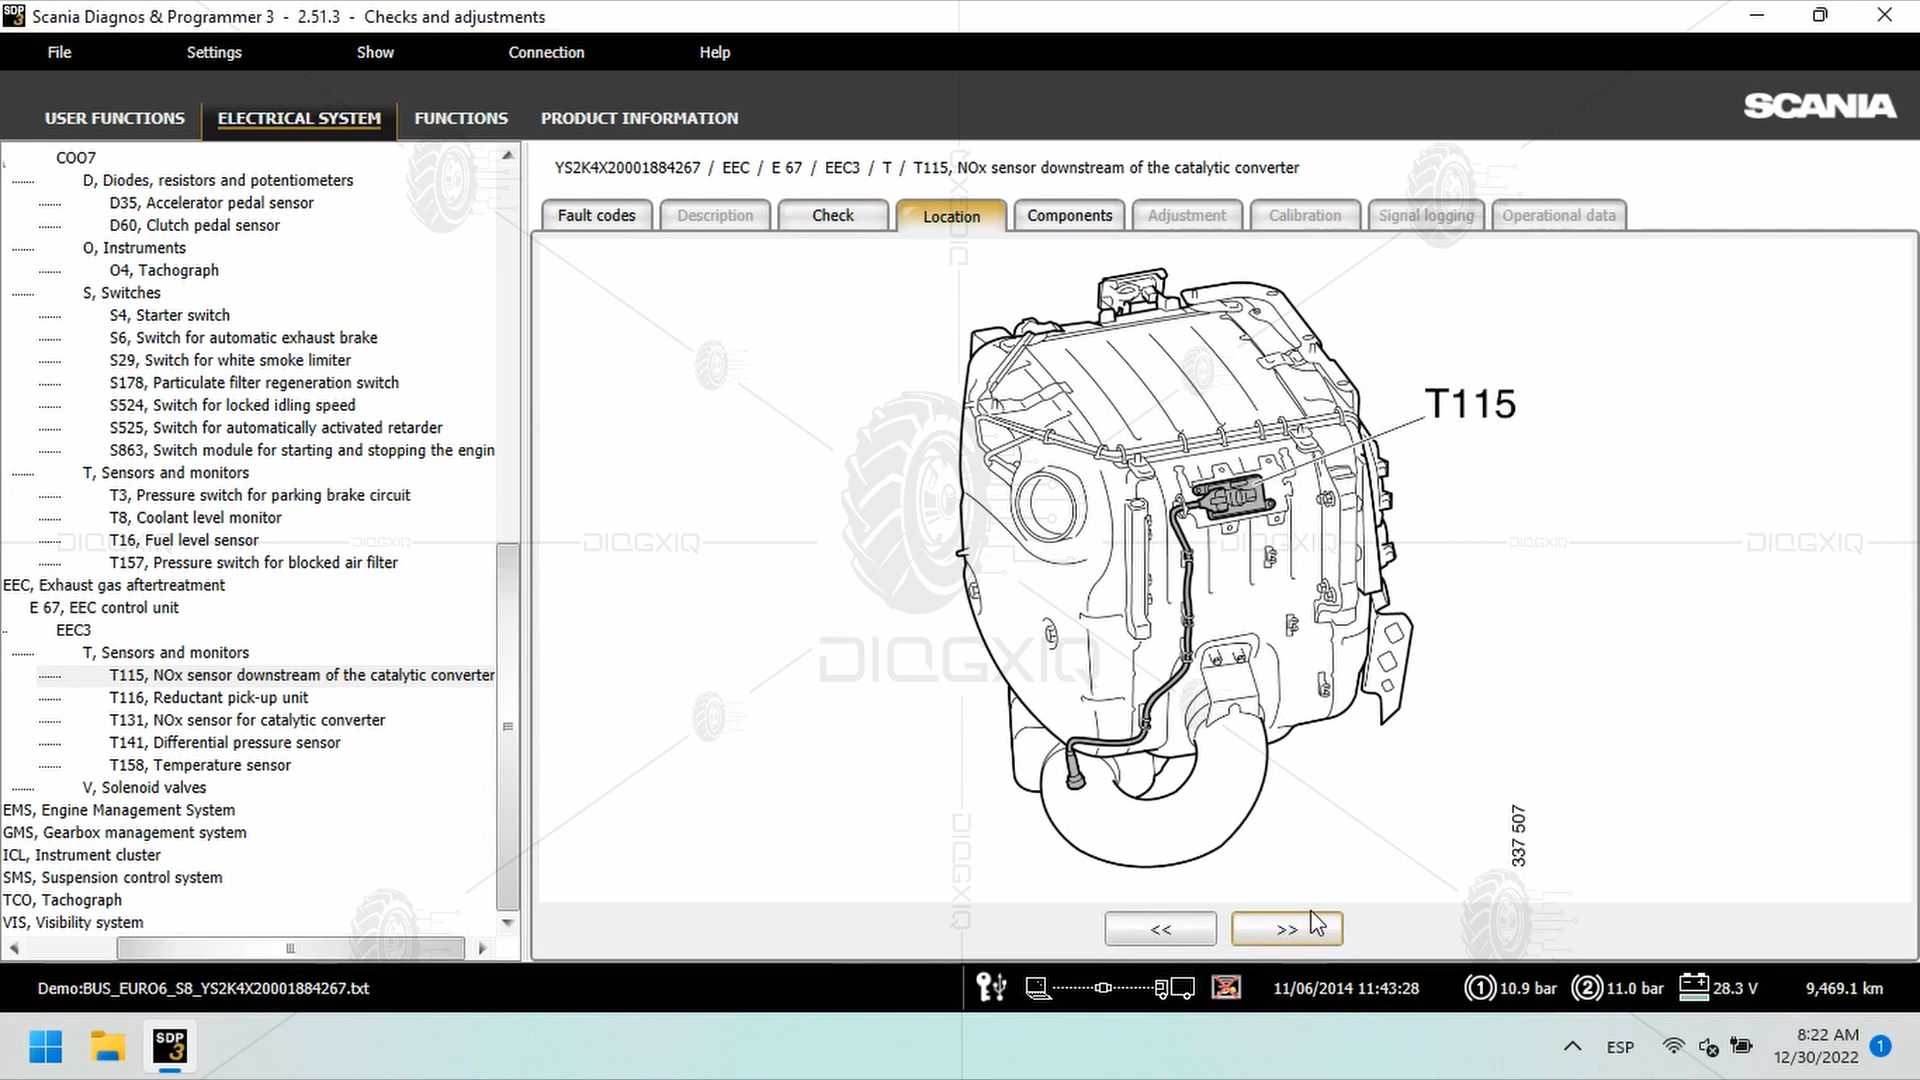 SDP 3 Scania Diagnos & Programmer 3 - 2.51.3 - Checks and adjustments
File Settings Show Connection Help
USER FUNCTIONS ELECTRICAL SYSTEM FUNCTIONS PRODUCT INFORMATION SCANIA
COO7
D, Diodes, resistors and potentiometers
D35, Accelerator pedal sensor
D60, Clutch pedal sensor
O, Instruments
O4, Tachograph
S, Switches
S4, Starter switch
S6, Switch for automatic exhaust brake
S29, Switch for white smoke limiter
S178, Particulate filter regeneration switch
S524, Switch for locked idling speed
S525, Switch for automatically activated retarder
S863, Switch module for starting and stopping the engin
T, Sensors and monitors
T3, Pressure switch for parking brake circuit
T8, Coolant level monitor
T16, Fuel level sensor
T157, Pressure switch for blocked air filter
EEC, Exhaust gas aftertreatment
E 67, EEC control unit
EEC3
T, Sensors and monitors
T115, NOx sensor downstream of the catalytic converter
T116, Reductant pick-up unit
T131, NOx sensor for catalytic converter
T141, Differential pressure sensor
T158, Temperature sensor
V, Solenoid valves
EMS, Engine Management System
GMS, Gearbox management system
ICL, Instrument cluster
SMS, Suspension control system
TCO, Tachograph
VIS, Visibility system
YS2K4X20001884267 / EEC / E 67 / EEC3 / T / T115, NOx sensor downstream of the catalytic converter
Fault codes Description Check Location Components Adjustment Calibration Signal logging Operational data
T115
337 507
DIAGXIQ
<< >>
Demo:BUS_EURO6_S8_YS2K4X20001884267.txt 11/06/2014 11:43:28 1 10.9 bar 2 11.0 bar 28.3 V 9,469.1 km
SDP 3 ESP 8:22 AM 1
12/30/2022